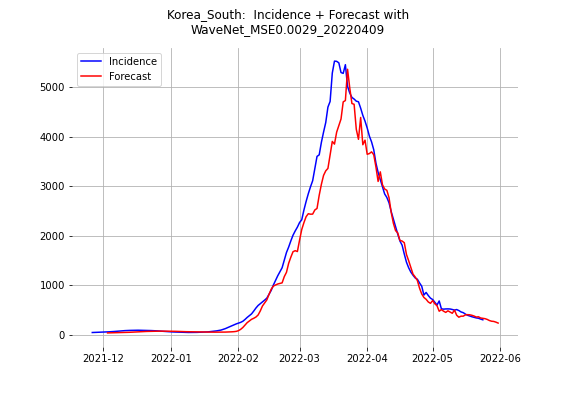 Korea_South:  Incidence + Forecast with
WaveNet_MSE0.0029_20220409
Incidence
Forecast
5000
4000
3000
2000
1000
0
2021-12 2022-01 2022-02 2022-03 2022-04 2022-05 2022-06